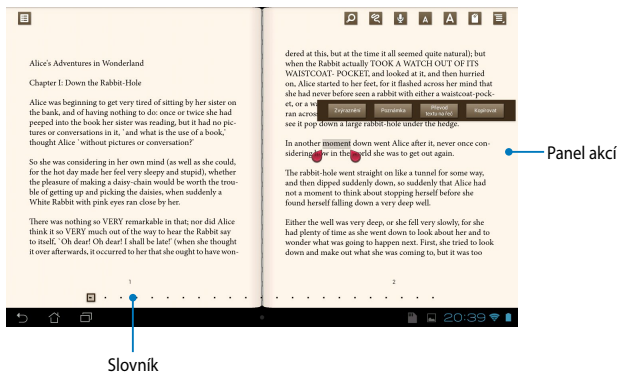 Alice's Adventures in Wonderland
Chapter I: Down the Rabbit-Hole
Alice was beginning to get very tired of sitting by her sister on
the bank, and of having nothing to do: once or twice she had
peeped into the book her sister was reading, but it had no pic-
tures or conversations in it, `and what is the use of a book,'
thought Alice `without pictures or conversation?'
So she was considering in her own mind (as well as she could,
for the hot day made her feel very sleepy and stupid), whether
the pleasure of making a daisy-chain would be worth the trou-
ble of getting up and picking the daisies, when suddenly a
White Rabbit with pink eyes ran close by her.
There was nothing so VERY remarkable in that; nor did Alice
think it so VERY much out of the way to hear the Rabbit say
to itself, `Oh dear! Oh dear! I shall be late!' (when she thought
it over afterwards, it occurred to her that she ought to have won-
1
dered at this, but at the time it all seemed quite natural); but
when the Rabbit actually TOOK A WATCH OUT OF ITS
WAISTCOAT- POCKET, and looked at it, and then hurried
on, Alice started to her feet, for it flashed across her mind that
she had never before seen a rabbit with either a waistcoat-pock-
et, or a wa
ran across
see it pop down a large rabbit-hole under the hedge.
Zvýraznění
Poznámka
Převod
textu na řeč
Kopírovat
In another moment down went Alice after it, never once con-
sidering how in the world she was to get out again.
The rabbit-hole went straight on like a tunnel for some way,
and then dipped suddenly down, so suddenly that Alice had
not a moment to think about stopping herself before she
found herself falling down a very deep well.
Either the well was very deep, or she fell very slowly, for she
had plenty of time as she went down to look about her and to
wonder what was going to happen next. First, she tried to look
down and make out what she was coming to, but it was too
2
20:39
Panel akcí
Slovník